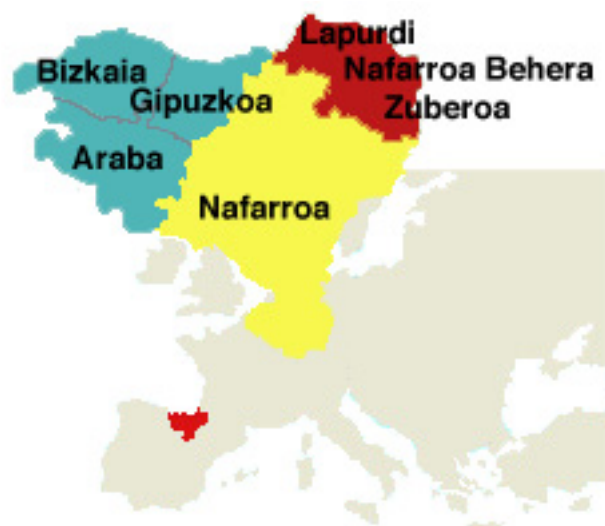 Lapurdi
Bizkaia
Nafarroa Behera
Gipuzkoa
Zuberoa
Araba
Nafarroa